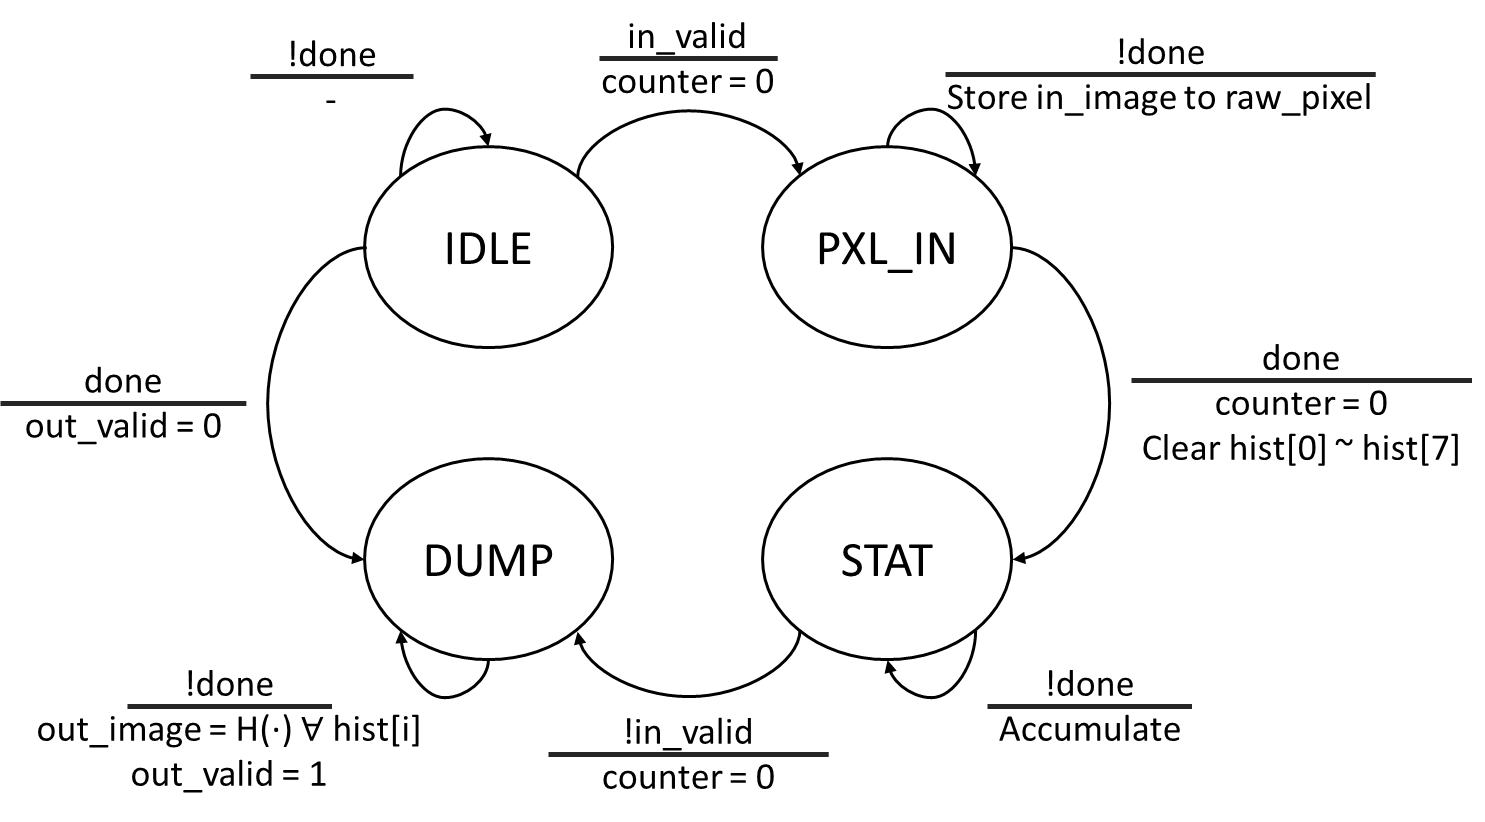 !done
-
in_valid
counter = 0
!done
Store in_image to raw_pixel
IDLE
PXL_IN
done
out_valid = 0
done
counter = 0
Clear hist[0] ~ hist[7]
DUMP
STAT
!done
out_image = H(·) ∀ hist[i]
out_valid = 1
!in_valid
counter = 0
!done
Accumulate